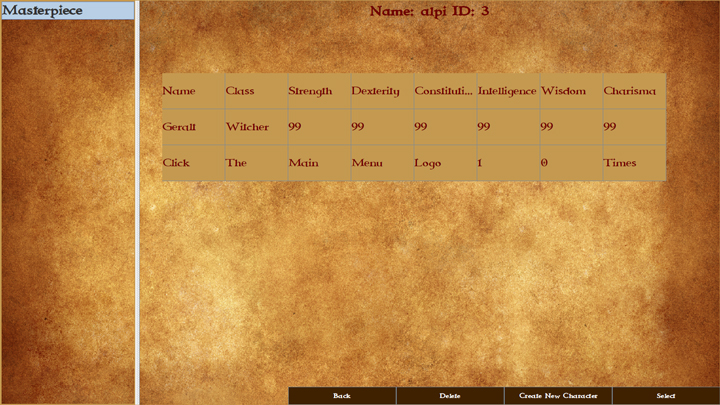 Masterpiece
Name: alpi ID: 3
Name Class Strength Dexterity Constituti... Intelligence Wisdom Charisma
Geralt Witcher 99 99 99 99 99 99
Click The Main Menu Logo 1 0 Times
Back Delete Create New Character Select